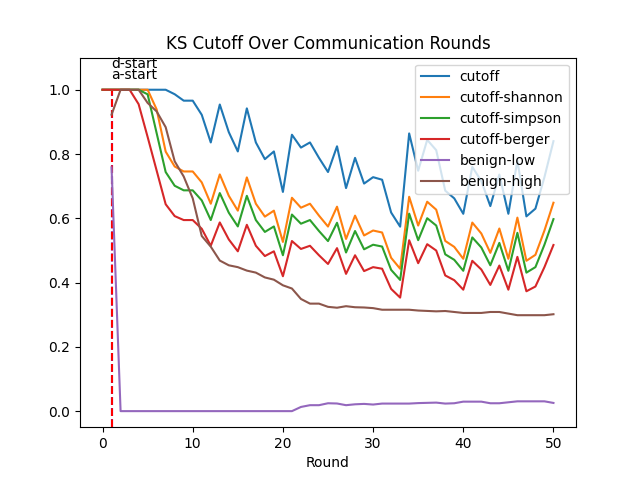 KS Cutoff Over Communication Rounds
d-start
a-start
cutoff
cutoff-shannon
cutoff-simpson
cutoff-berger
benign-low
benign-high
1.0
0.8
0.6
0.4
0.2
0.0
0 10 20 30 40 50
Round